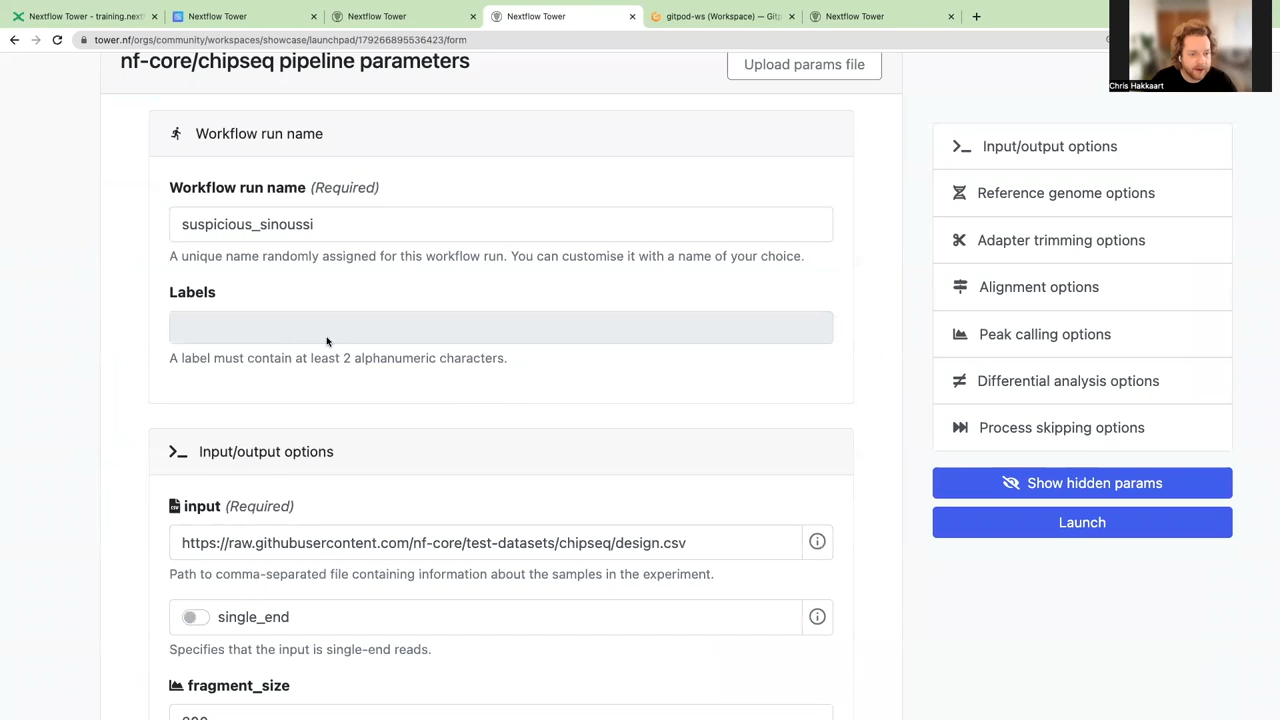 Nextflow Tower - training.next
Nextflow Tower
Nextflow Tower
Nextflow Tower
gitpod-ws (Workspace) — Gitp
Nextflow Tower
tower.nf/orgs/community/workspaces/showcase/launchpad/179266895536423/form
Chris Hakkaart
nf-core/chipseq pipeline parameters
Upload params file
Workflow run name
Workflow run name (Required)
suspicious_sinoussi
A unique name randomly assigned for this workflow run. You can customise it with a name of your choice.
Labels
A label must contain at least 2 alphanumeric characters.
Input/output options
input (Required)
https://raw.githubusercontent.com/nf-core/test-datasets/chipseq/design.csv
Path to comma-separated file containing information about the samples in the experiment.
single_end
Specifies that the input is single-end reads.
fragment_size
Input/output options
Reference genome options
Adapter trimming options
Alignment options
Peak calling options
Differential analysis options
Process skipping options
Show hidden params
Launch